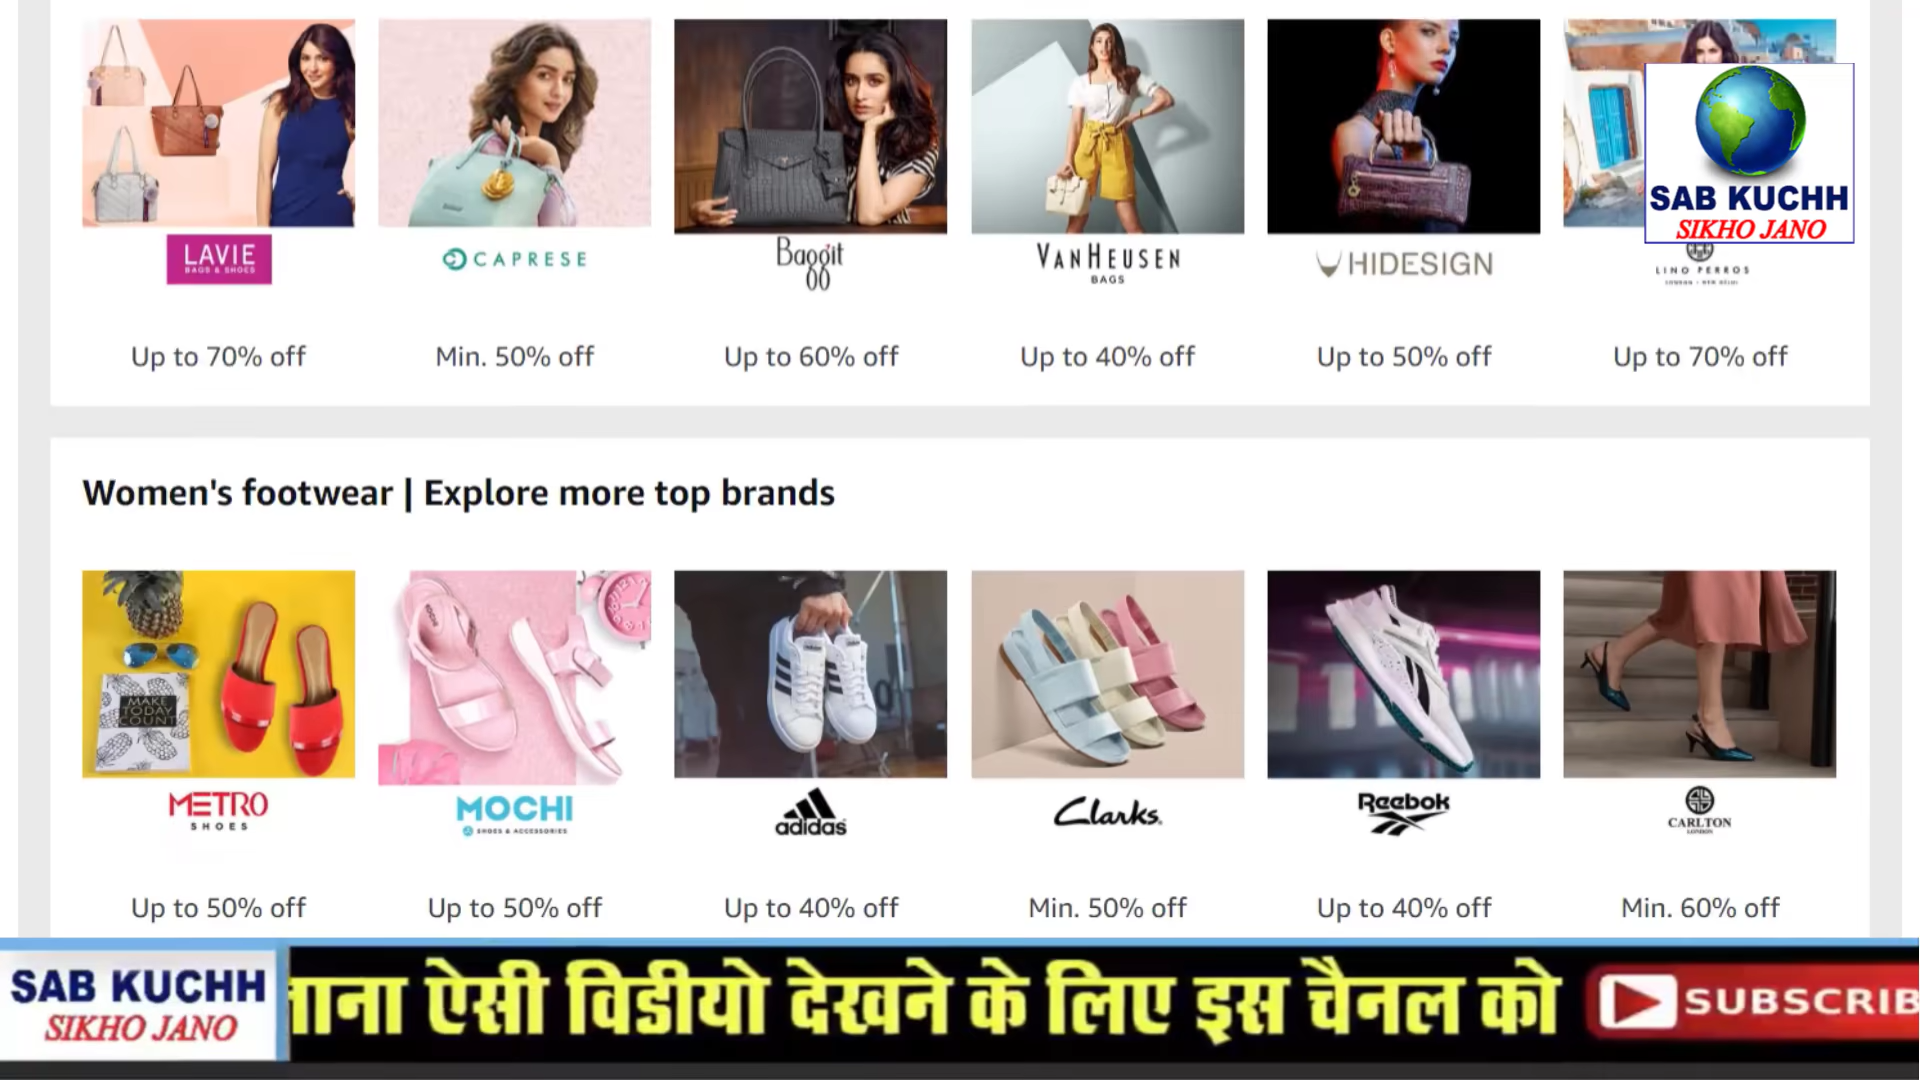 SAB KUCHH
SIKHO JANO
LAVIE
BAGS & SHOES
CAPRESE
Baggit
VAN HEUSEN
BAGS
HIDESIGN
LINO PERROS
LONDON - NEW DELHI
Up to 70% off
Min. 50% off
Up to 60% off
Up to 40% off
Up to 50% off
Up to 70% off
Women's footwear | Explore more top brands
MAKE
TODAY
COUNT
adidas
METRO
SHOES
MOCHI
SHOES & ACCESSORIES
adidas
Clarks.
Reebok
CARLTON
LONDON
Up to 50% off
Up to 50% off
Up to 40% off
Min. 50% off
Up to 40% off
Min. 60% off
SAB KUCHH
SIKHO JANO
ऐसी विडीयो देखने के लिए इस चैनल को
SUBSCRIB